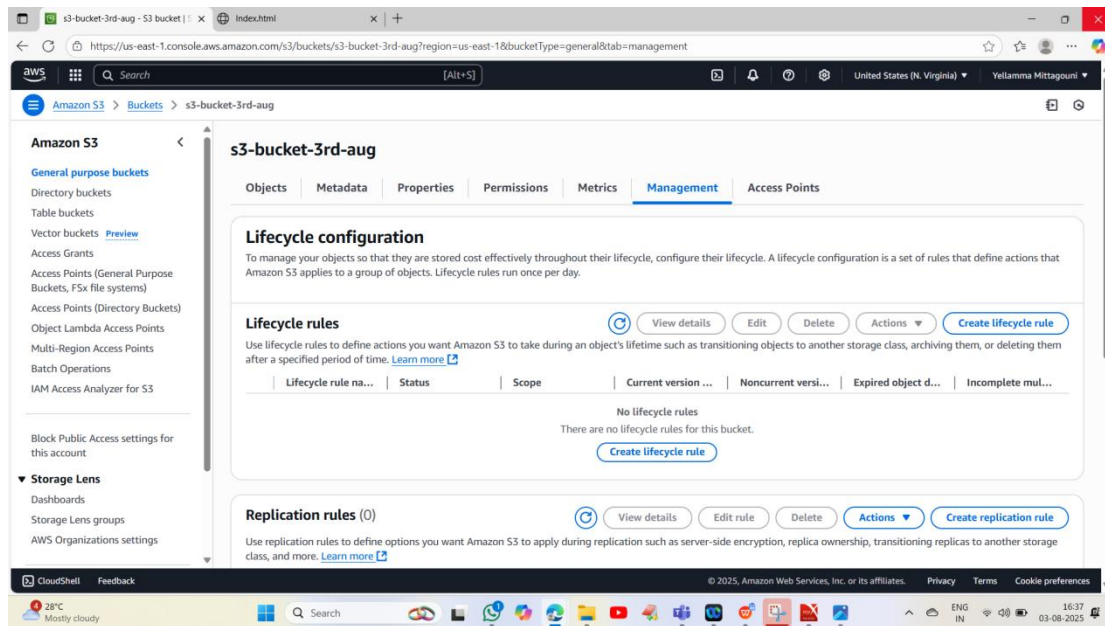 s3-bucket-3rd-aug - S3 bucket | S
Index.html
https://us-east-1.console.aws.amazon.com/s3/buckets/s3-bucket-3rd-aug?region=us-east-1&bucketType=general&tab=management
aws
Search
[Alt+S]
United States (N. Virginia)
Yellamma Mittagouni
Amazon S3 > Buckets > s3-bucket-3rd-aug
Amazon S3
General purpose buckets
Directory buckets
Table buckets
Vector buckets Preview
Access Grants
Access Points (General Purpose
Buckets, FSx file systems)
Access Points (Directory Buckets)
Object Lambda Access Points
Multi-Region Access Points
Batch Operations
IAM Access Analyzer for S3
Block Public Access settings for
this account
Storage Lens
Dashboards
Storage Lens groups
AWS Organizations settings
s3-bucket-3rd-aug
Objects Metadata Properties Permissions Metrics Management Access Points
Lifecycle configuration
To manage your objects so that they are stored cost effectively throughout their lifecycle, configure their lifecycle. A lifecycle configuration is a set of rules that define actions that
Amazon S3 applies to a group of objects. Lifecycle rules run once per day.
Lifecycle rules
View details Edit Delete Actions Create lifecycle rule
Use lifecycle rules to define actions you want Amazon S3 to take during an object's lifetime such as transitioning objects to another storage class, archiving them, or deleting them
after a specified period of time. Learn more
Lifecycle rule na... Status Scope Current version ... Noncurrent versi... Expired object d... Incomplete mul...
No lifecycle rules
There are no lifecycle rules for this bucket.
Create lifecycle rule
Replication rules (0)
View details Edit rule Delete Actions Create replication rule
Use replication rules to define options you want Amazon S3 to apply during replication such as server-side encryption, replica ownership, transitioning replicas to another storage
class, and more. Learn more
CloudShell Feedback
© 2025, Amazon Web Services, Inc. or its affiliates. Privacy Terms Cookie preferences
28°C
Mostly cloudy
Search
ENG
IN
16:37
03-08-2025